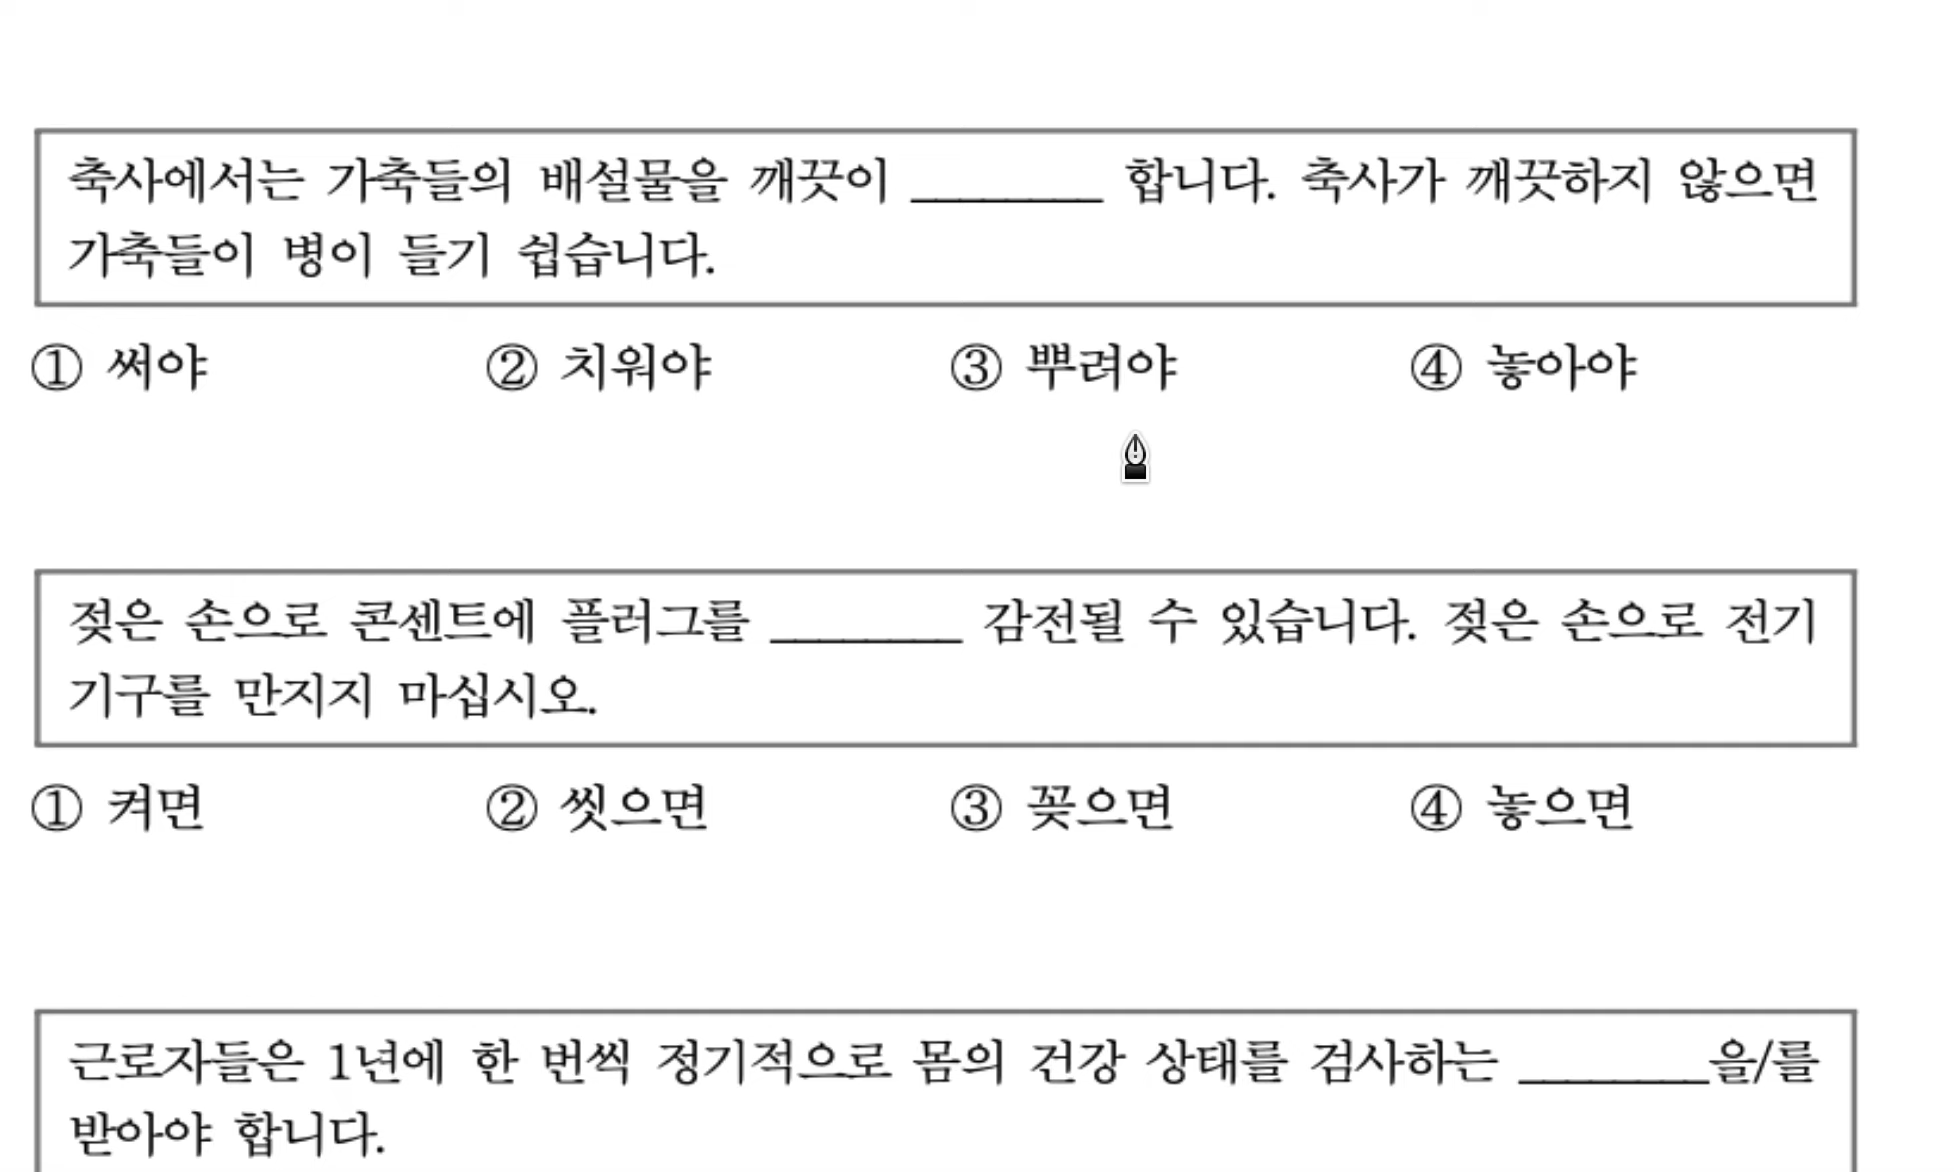 축사에서는 가축들의 배설물을 깨끗이 ________ 합니다. 축사가 깨끗하지 않으면
가축들이 병이 들기 쉽습니다.
① 써야 ② 치워야 ③ 뿌려야 ④ 놓아야
젖은 손으로 콘센트에 플러그를 ________ 감전될 수 있습니다. 젖은 손으로 전기
기구를 만지지 마십시오.
① 켜면 ② 씻으면 ③ 꽂으면 ④ 놓으면
근로자들은 1년에 한 번씩 정기적으로 몸의 건강 상태를 검사하는 ________을/를
받아야 합니다.